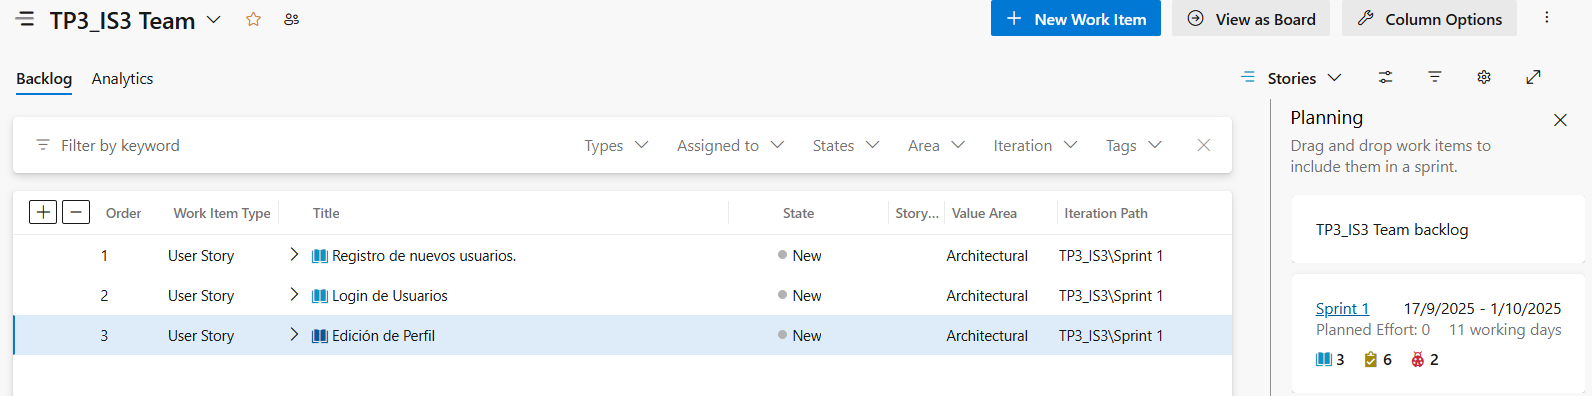 TP3_IS3 Team
New Work Item
View as Board
Column Options
Backlog
Analytics
Stories
Filter by keyword
Types
Assigned to
States
Area
Iteration
Tags
Planning
Drag and drop work items to
include them in a sprint.
Order Work Item Type Title State Story... Value Area Iteration Path
1 User Story Registro de nuevos usuarios. New Architectural TP3_IS3\Sprint 1
2 User Story Login de Usuarios New Architectural TP3_IS3\Sprint 1
3 User Story Edición de Perfil New Architectural TP3_IS3\Sprint 1
TP3_IS3 Team backlog
Sprint 1 17/9/2025 - 1/10/2025
Planned Effort: 0 11 working days
3 6 2